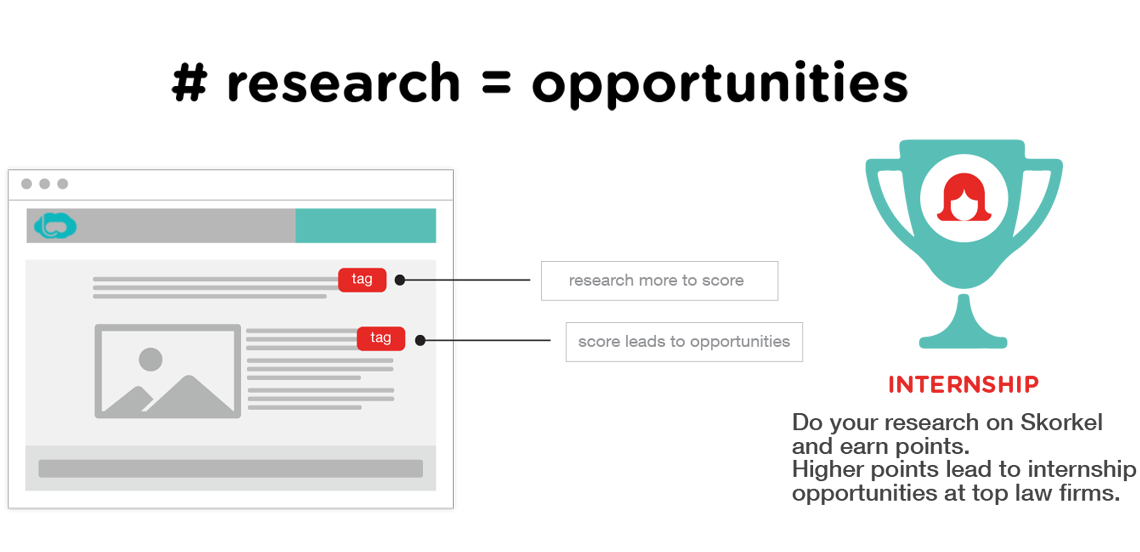 # research = opportunities
tag
research more to score
tag
score leads to opportunities
INTERNSHIP
Do your research on Skorkel
and earn points.
Higher points lead to internship
opportunities at top law firms.